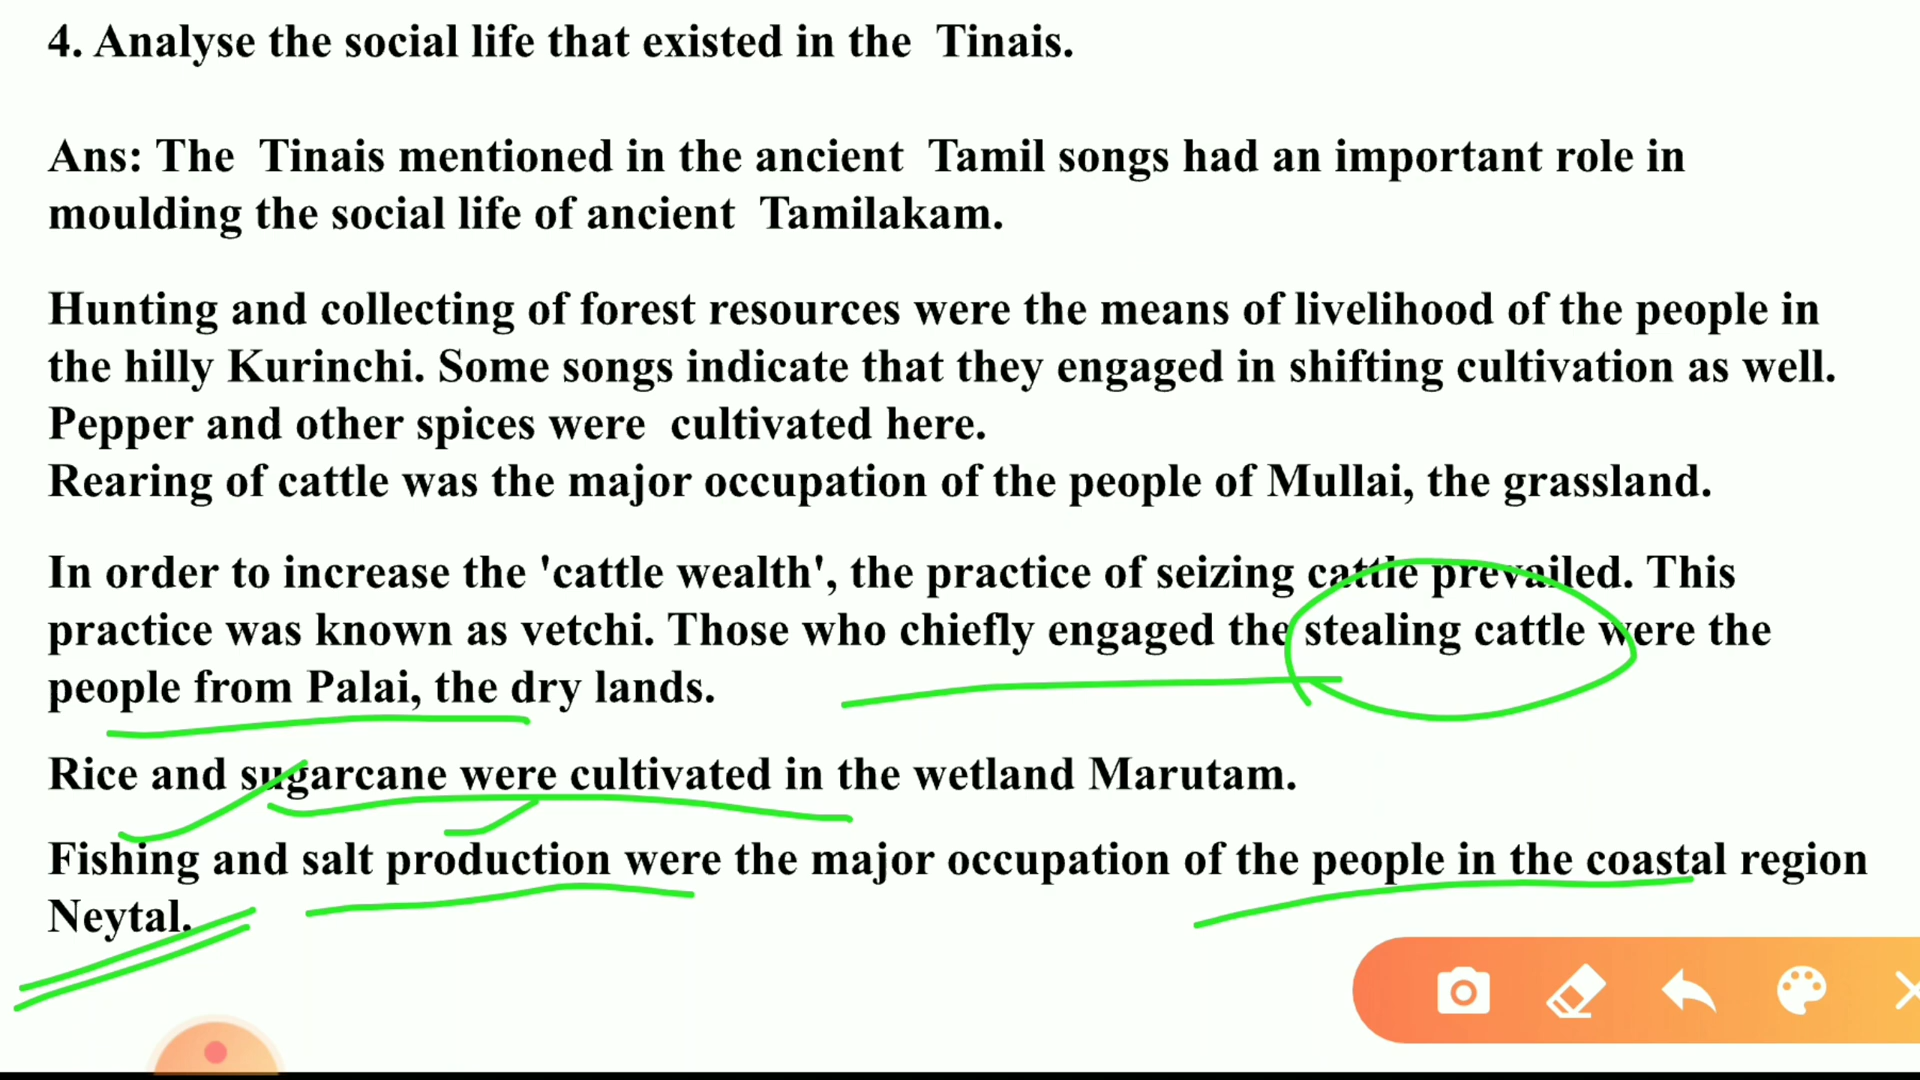 4. Analyse the social life that existed in the Tinais.
Ans: The Tinais mentioned in the ancient Tamil songs had an important role in
moulding the social life of ancient Tamilakam.
Hunting and collecting of forest resources were the means of livelihood of the people in
the hilly Kurinchi. Some songs indicate that they engaged in shifting cultivation as well.
Pepper and other spices were cultivated here.
Rearing of cattle was the major occupation of the people of Mullai, the grassland.
In order to increase the 'cattle wealth', the practice of seizing cattle prevailed. This
practice was known as vetchi. Those who chiefly engaged the stealing cattle were the
people from Palai, the dry lands.
Rice and sugarcane were cultivated in the wetland Marutam.
Fishing and salt production were the major occupation of the people in the coastal region
Neytal.